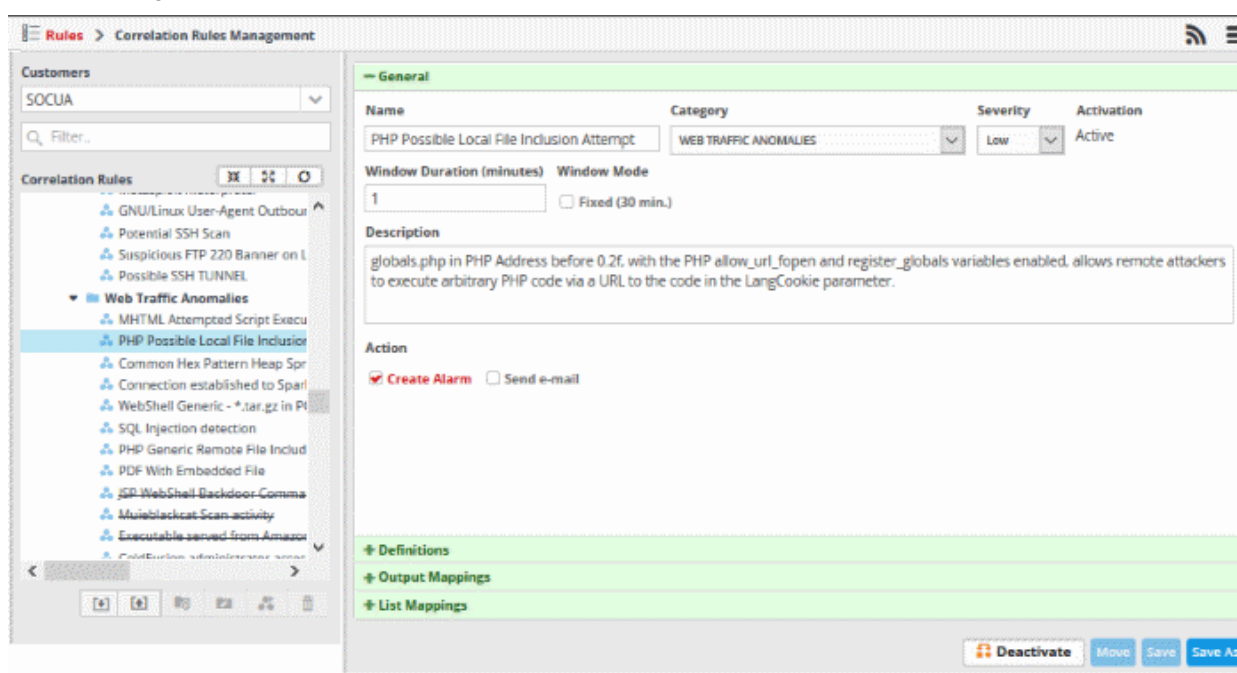 Rules > Correlation Rules Management
Customers
SOCUA
Filter..
Correlation Rules
GNU/Linux User-Agent Outbour
Potential SSH Scan
Suspicious FTP 220 Banner on L
Possible SSH TUNNEL
Web Traffic Anomalies
MHTML Attempted Script Execu
PHP Possible Local File Inclusion
Common Hex Pattern Heap Spr
Connection established to Spar
WebShell Generic - *.tar.gz in P
SQL Injection detection
PHP Generic Remote File Includ
PDF With Embedded File
JSP WebShell Backdoor Comma
Muieblackcat Scan activity
Executable served from Amazon
ColdFusion administrator acces
General
Name Category Severity Activation
PHP Possible Local File Inclusion Attempt WEB TRAFFIC ANOMALIES Low Active
Window Duration (minutes) Window Mode
1 Fixed (30 min.)
Description
globals.php in PHP Address before 0.2f, with the PHP allow_url_fopen and register_globals variables enabled, allows remote attackers
to execute arbitrary PHP code via a URL to the code in the LangCookie parameter.
Action
Create Alarm Send e-mail
Definitions
Output Mappings
List Mappings
Deactivate Move Save Save As